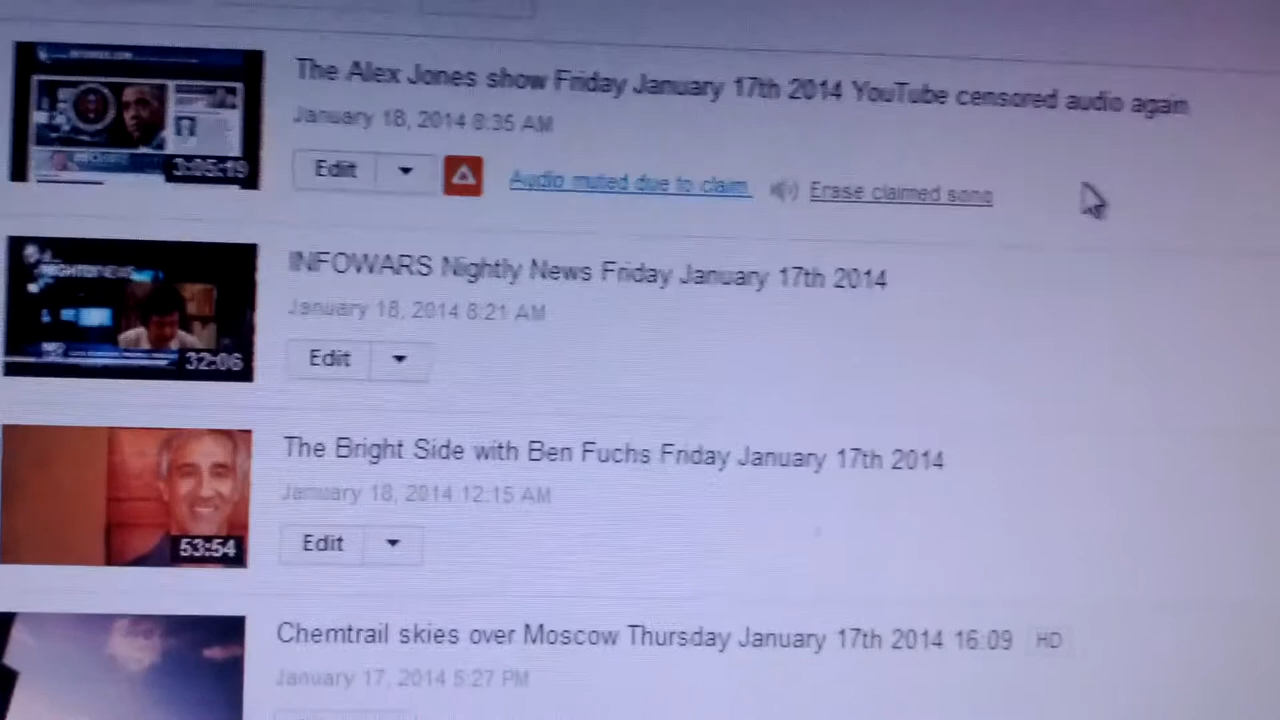 The Alex Jones show Friday January 17th 2014 YouTube censored audio again
January 18, 2014 8:35 AM
3:05:19
Edit
Audio muted due to claim.
Erase claimed song
INFOWARS Nightly News Friday January 17th 2014
January 18, 2014 8:21 AM
32:06
Edit
The Bright Side with Ben Fuchs Friday January 17th 2014
January 18, 2014 12:15 AM
53:54
Edit
Chemtrail skies over Moscow Thursday January 17th 2014 16:09 HD
January 17, 2014 5:27 PM